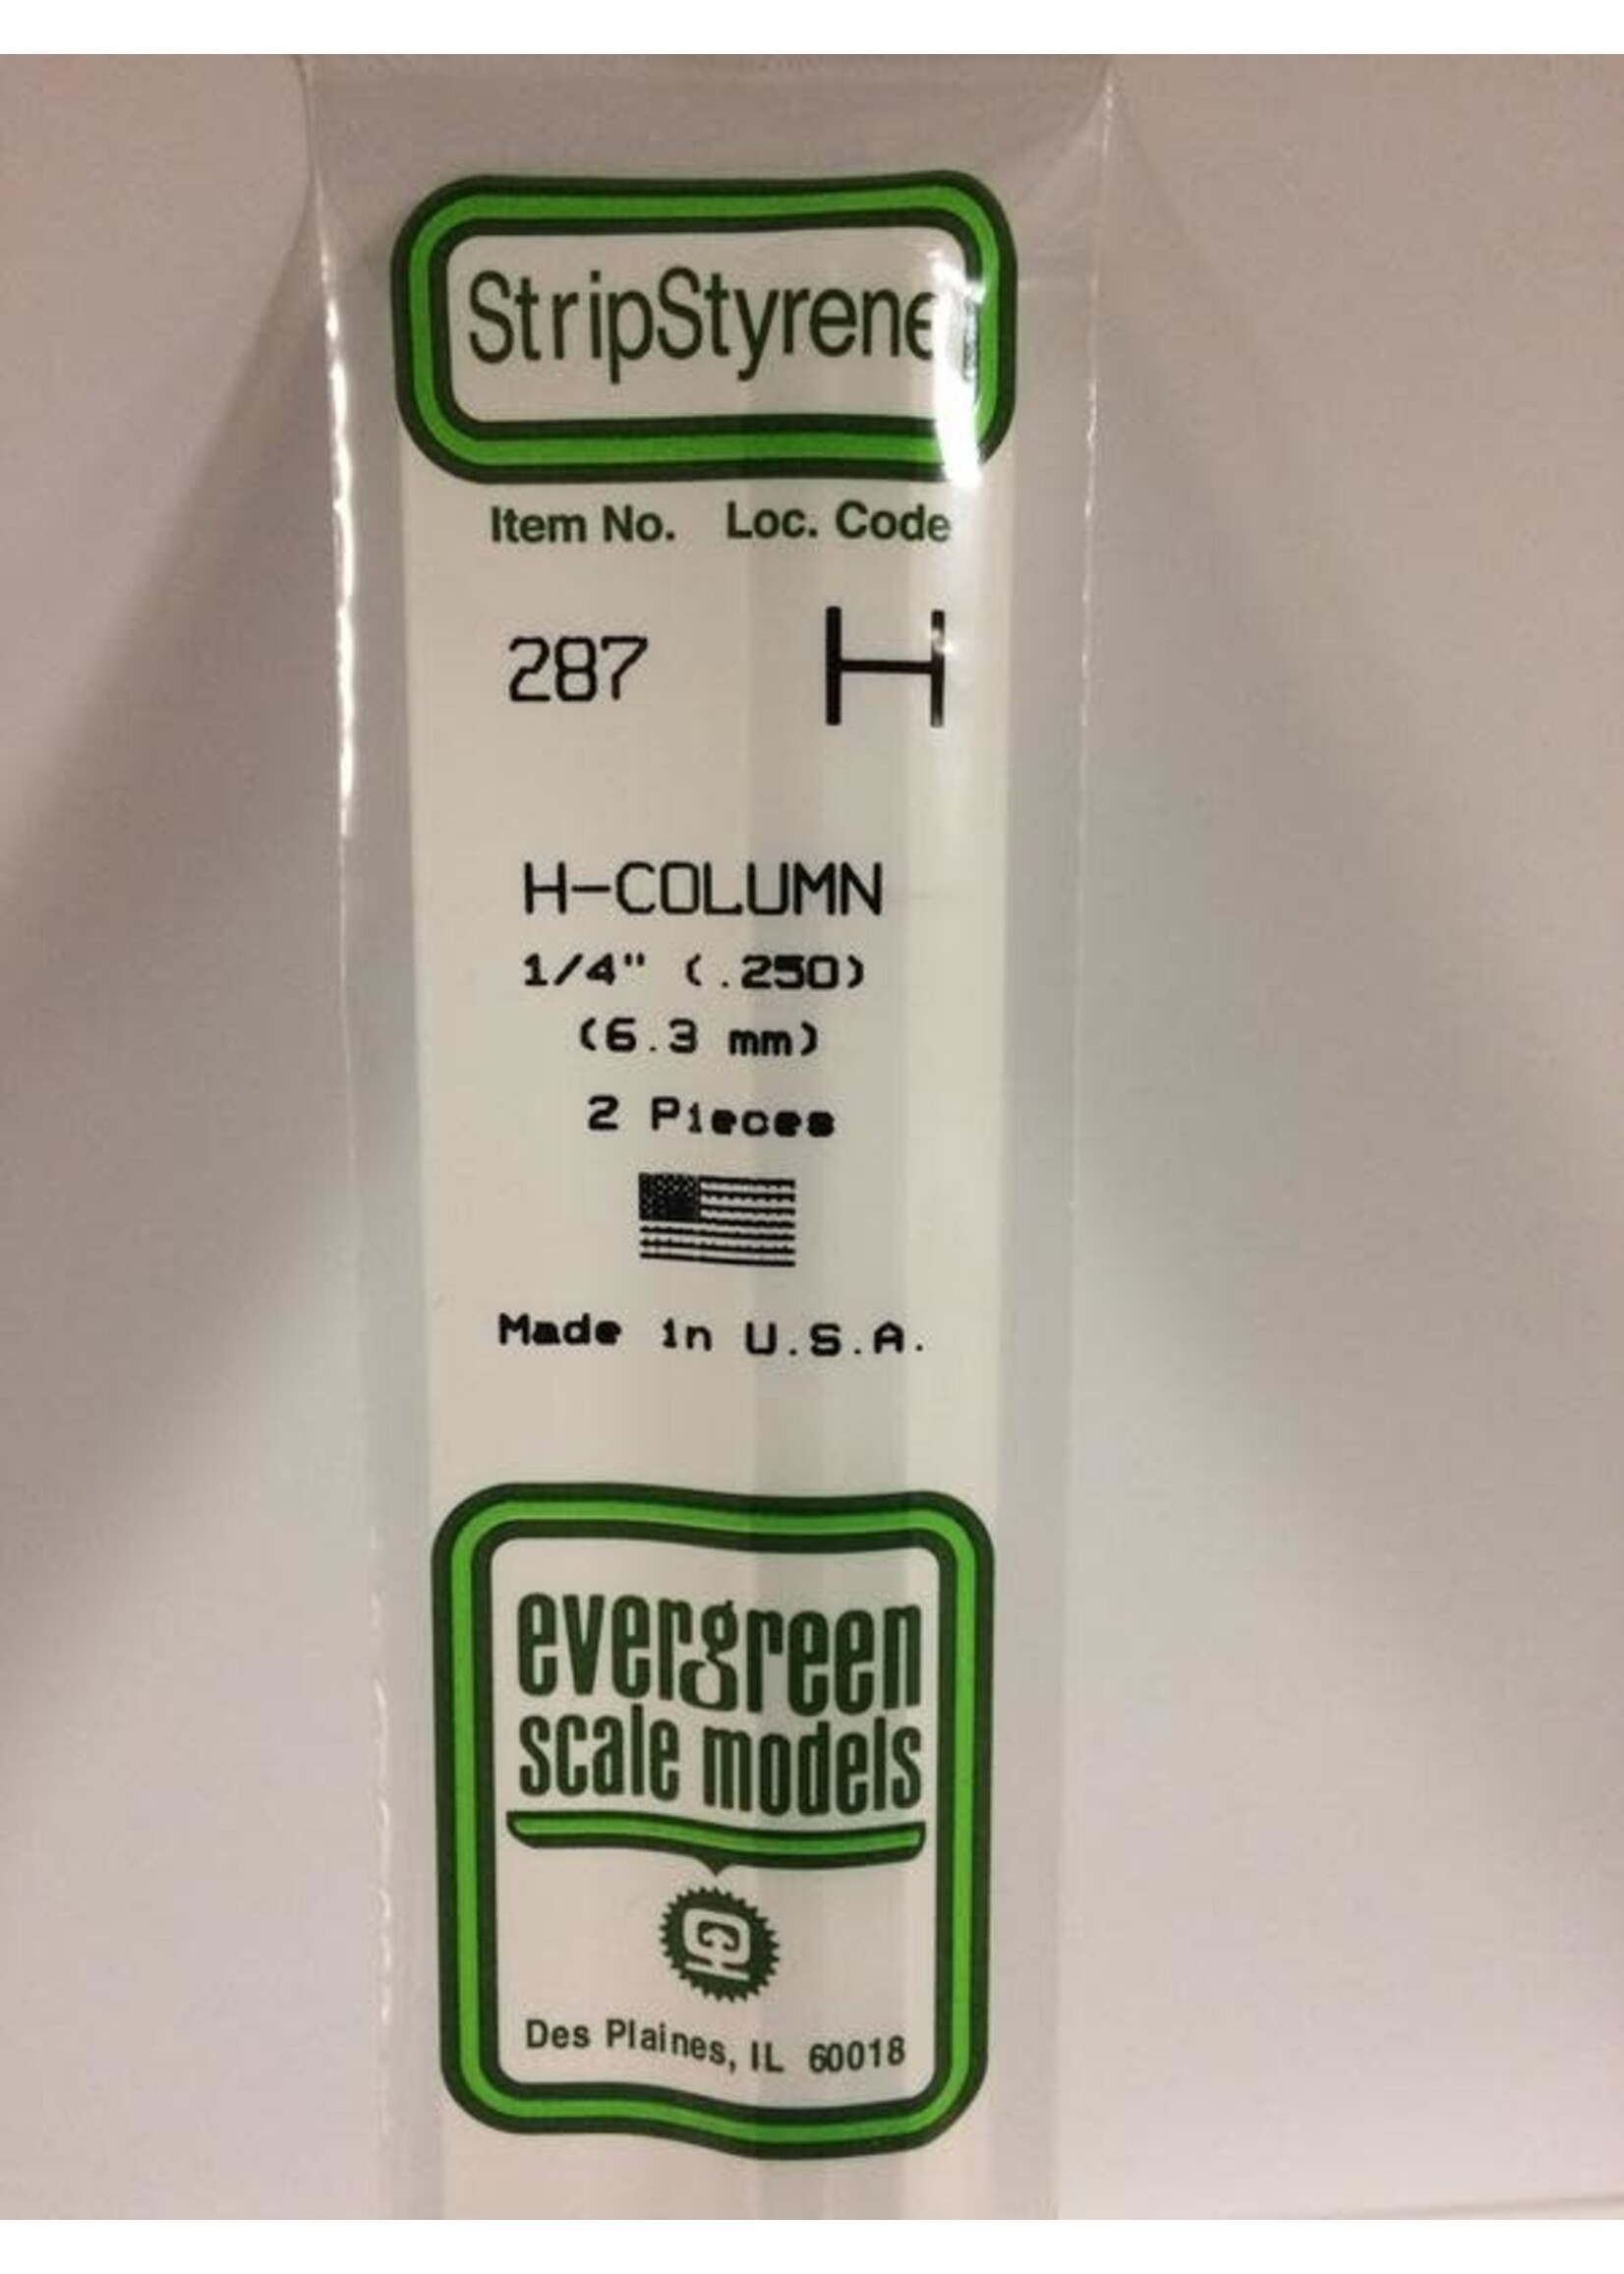 StripStyrene
Item No. Loc. Code
287 H
H-COLUMN
1/4" (.250)
(6.3 mm)
2 Pieces
Made in U.S.A.
evergreen
scale models
Des Plaines, IL 60018